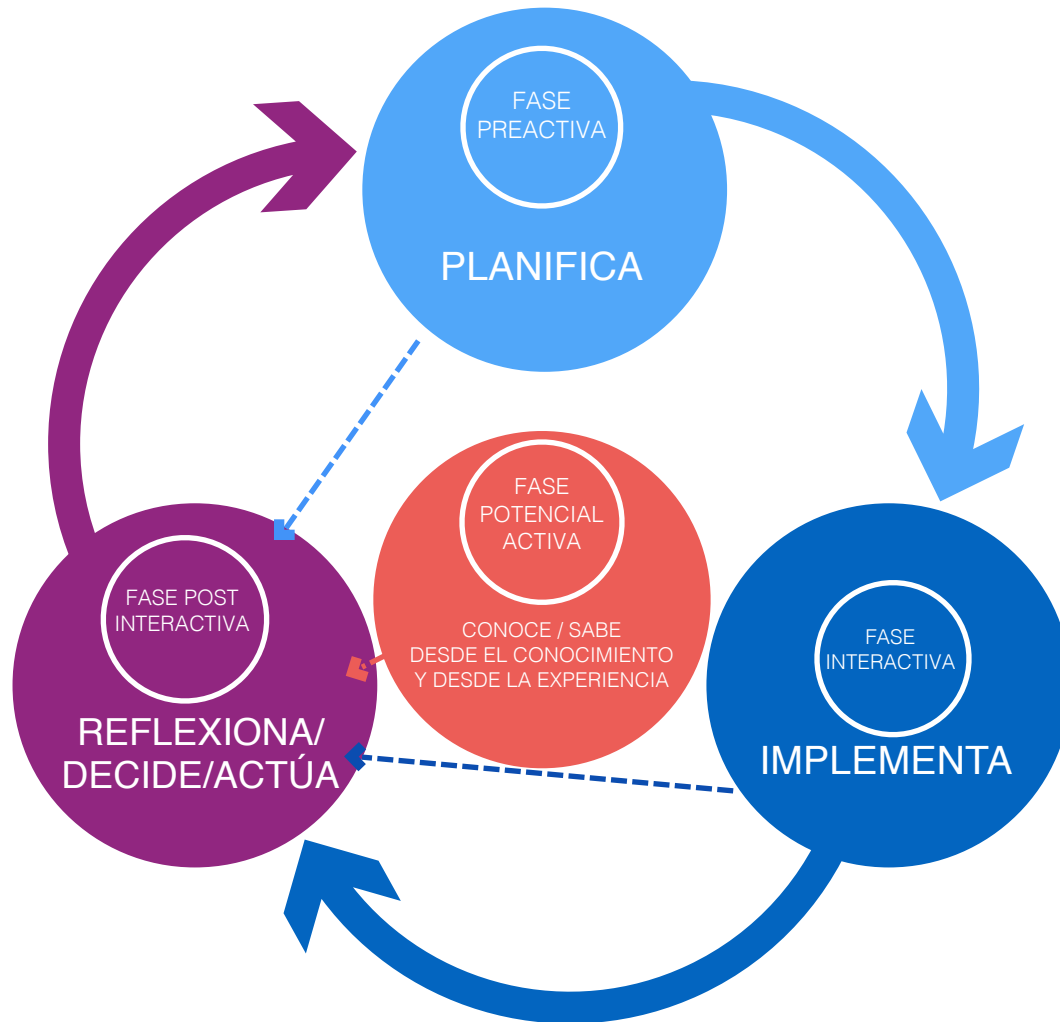 FASE
PREACTIVA
PLANIFICA
FASE
POTENCIAL
ACTIVA
CONOCE / SABE
DESDE EL CONOCIMIENTO
Y DESDE LA EXPERIENCIA
FASE POST
INTERACTIVA
REFLEXIONA/
DECIDE/ACTÚA
FASE
INTERACTIVA
IMPLEMENTA